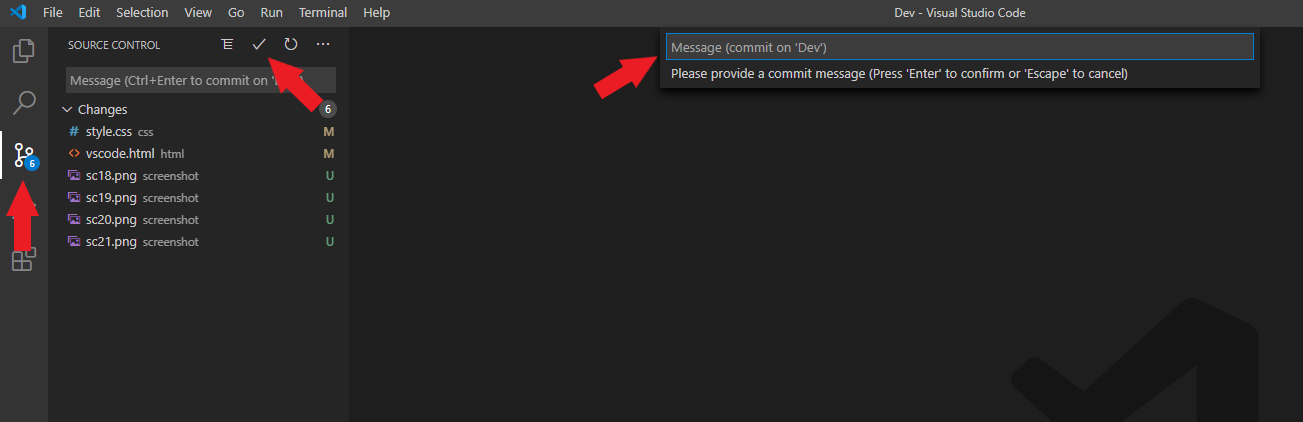 File Edit Selection View Go Run Terminal Help Dev - Visual Studio Code
SOURCE CONTROL
Message (Ctrl+Enter to commit on
Changes 6
style.css css M
vscode.html html M
6
sc18.png screenshot U
sc19.png screenshot U
sc20.png screenshot U
sc21.png screenshot U
Message (commit on 'Dev')
Please provide a commit message (Press 'Enter' to confirm or 'Escape' to cancel)